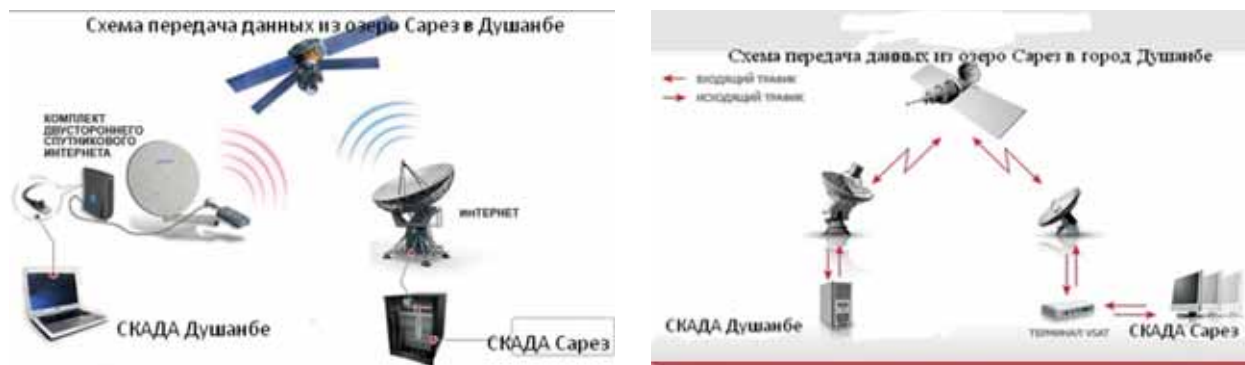 Схема передача данных из озеро Сарез в Душанбе
КОМПЛЕКТ
ДВУСТОРОННЕГО
СПУТНИКОВОГО
ИНТЕРНЕТА
ИНТЕРНЕТ
СКАДА Душанбе
СКАДА Сарез
Схема передача данных из озеро Сарез в город Душанбе
ВХОДЯЩИЙ ТРАФИК
ИСХОДЯЩИЙ ТРАФИК
СКАДА Душанбе
ТЕРМИНАЛ VSAT
СКАДА Сарез